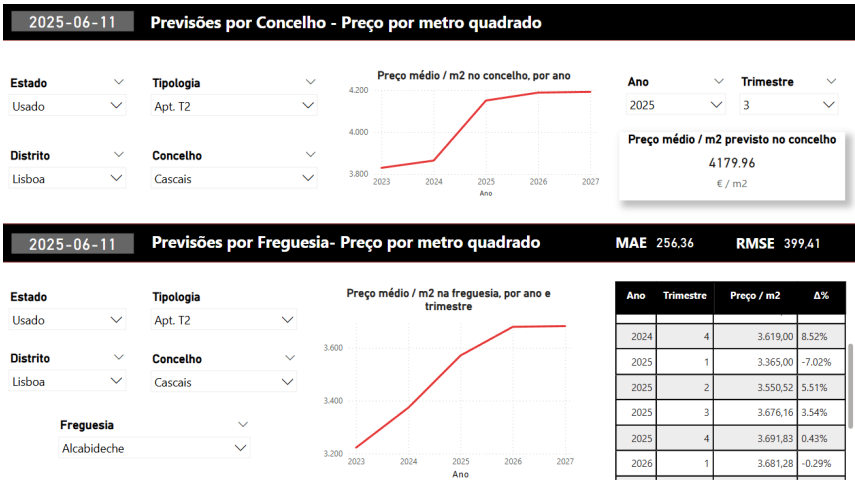 2025-06-11 Previsões por Concelho - Preço por metro quadrado
Estado Tipologia
Usado Apt. T2
Distrito Concelho
Lisboa Cascais
Preço médio / m2 no concelho, por ano
4.200
4.000
3.800
2023 2024 2025 2026 2027
Ano
Ano Trimestre
2025 3
Preço médio / m2 previsto no concelho
4179.96
€ / m2
2025-06-11 Previsões por Freguesia- Preço por metro quadrado MAE 256,36 RMSE 399,41
Estado Tipologia
Usado Apt. T2
Distrito Concelho
Lisboa Cascais
Freguesia
Alcabideche
Preço médio / m2 na freguesia, por ano e
trimestre
3.600
3.400
3.200
2023 2024 2025 2026 2027
Ano
Ano Trimestre Preço / m2 Δ%
2024 4 3.619,00 8.52%
2025 1 3.365,00 -7.02%
2025 2 3.550,52 5.51%
2025 3 3.676,16 3.54%
2025 4 3.691,83 0.43%
2026 1 3.681,28 -0.29%